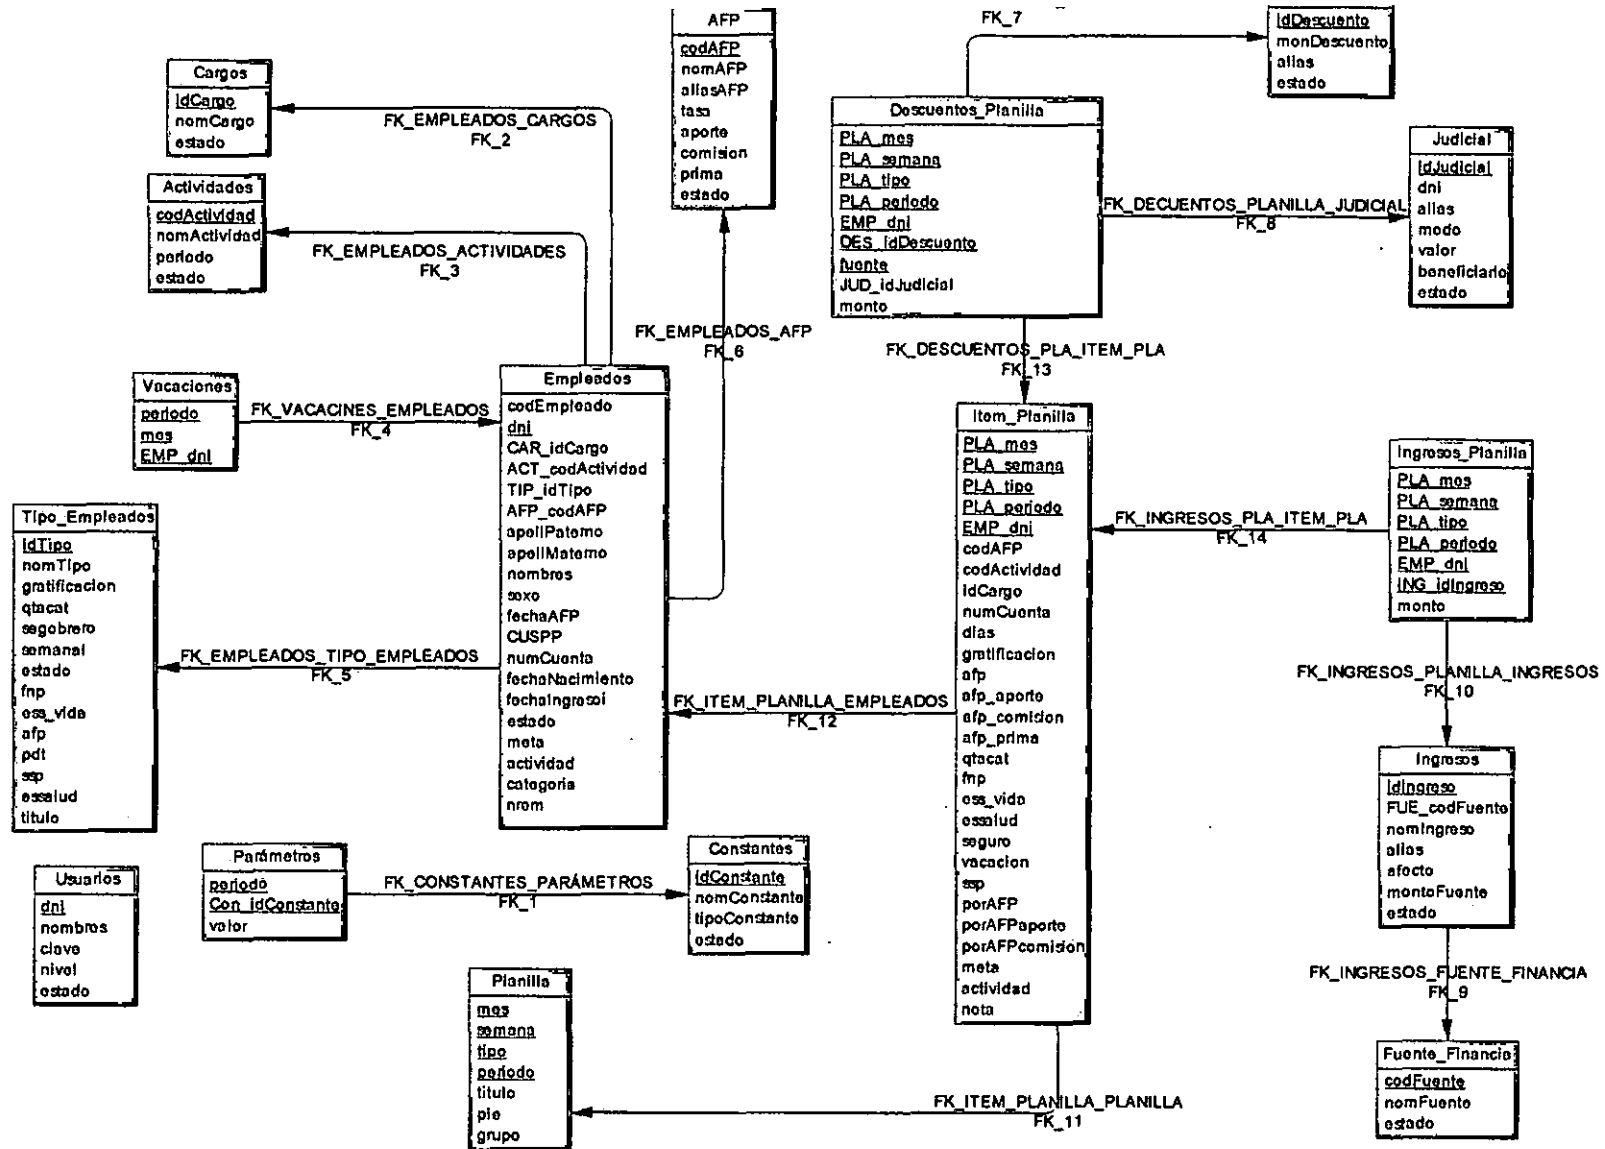 AFP
codAFP
nomAFP
aliasAFP
tasa
aporte
comision
prima
estado
FK_7
idDescuento
monDescuento
alias
estado
Cargos
idCargo
nomCargo
estado
FK_EMPLEADOS_CARGOS
FK_2
Actividades
codActividad
nomActividad
periodo
estado
FK_EMPLEADOS_ACTIVIDADES
FK_3
Descuentos_Planilla
PLA_mes
PLA_semana
PLA_tipo
PLA_periodo
EMP_dni
DES_idDescuento
fuente
JUD_idJudicial
monto
FK_DECUENTOS_PLANILLA_JUDICIAL
FK_8
Judicial
idJudicial
dni
alias
modo
valor
beneficiario
estado
FK_EMPLEADOS_AFP
FK_6
FK_DESCUENTOS_PLA_ITEM_PLA
FK_13
Vacaciones
periodo
mes
EMP_dni
FK_VACACINES_EMPLEADOS
FK_4
Empleados
codEmpleado
dni
CAR_idCargo
ACT_codActividad
TIP_idTipo
AFP_codAFP
apellPaterno
apellMaterno
nombres
sexo
fechaAFP
CUSPP
numCuenta
fechaNacimiento
fechaIngresoi
estado
meta
actividad
categoria
nrem
Tipo_Empleados
idTipo
nomTipo
gratificacion
qtacat
segobrero
semanal
estado
fnp
ess_vida
afp
pdt
ssp
essalud
titulo
FK_EMPLEADOS_TIPO_EMPLEADOS
FK_5
FK_ITEM_PLANILLA_EMPLEADOS
FK_12
Item_Planilla
PLA_mes
PLA_semana
PLA_tipo
PLA_periodo
EMP_dni
codAFP
codActividad
idCargo
numCuenta
dias
gratificacion
afp
afp_aporte
afp_comision
afp_prima
qtacat
fnp
ess_vida
essalud
seguro
vacacion
ssp
porAFP
porAFPaporte
porAFPcomision
meta
actividad
nota
FK_INGRESOS_PLA_ITEM_PLA
FK_14
Ingresos_Planilla
PLA_mes
PLA_semana
PLA_tipo
PLA_periodo
EMP_dni
ING_idIngreso
monto
FK_INGRESOS_PLANILLA_INGRESOS
FK_10
Ingresos
idIngreso
FUE_codFuente
nomIngreso
alias
afecto
montoFuente
estado
FK_INGRESOS_FUENTE_FINANCIA
FK_9
Fuente_Financia
codFuente
nomFuente
estado
Usuarios
dni
nombres
clave
nivel
estado
Parámetros
periodo
Con_idConstante
valor
FK_CONSTANTES_PARÁMETROS
FK_1
Constantes
idConstante
nomConstante
tipoConstante
estado
Planilla
mes
semana
tipo
periodo
titulo
pie
grupo
FK_ITEM_PLANILLA_PLANILLA
FK_11